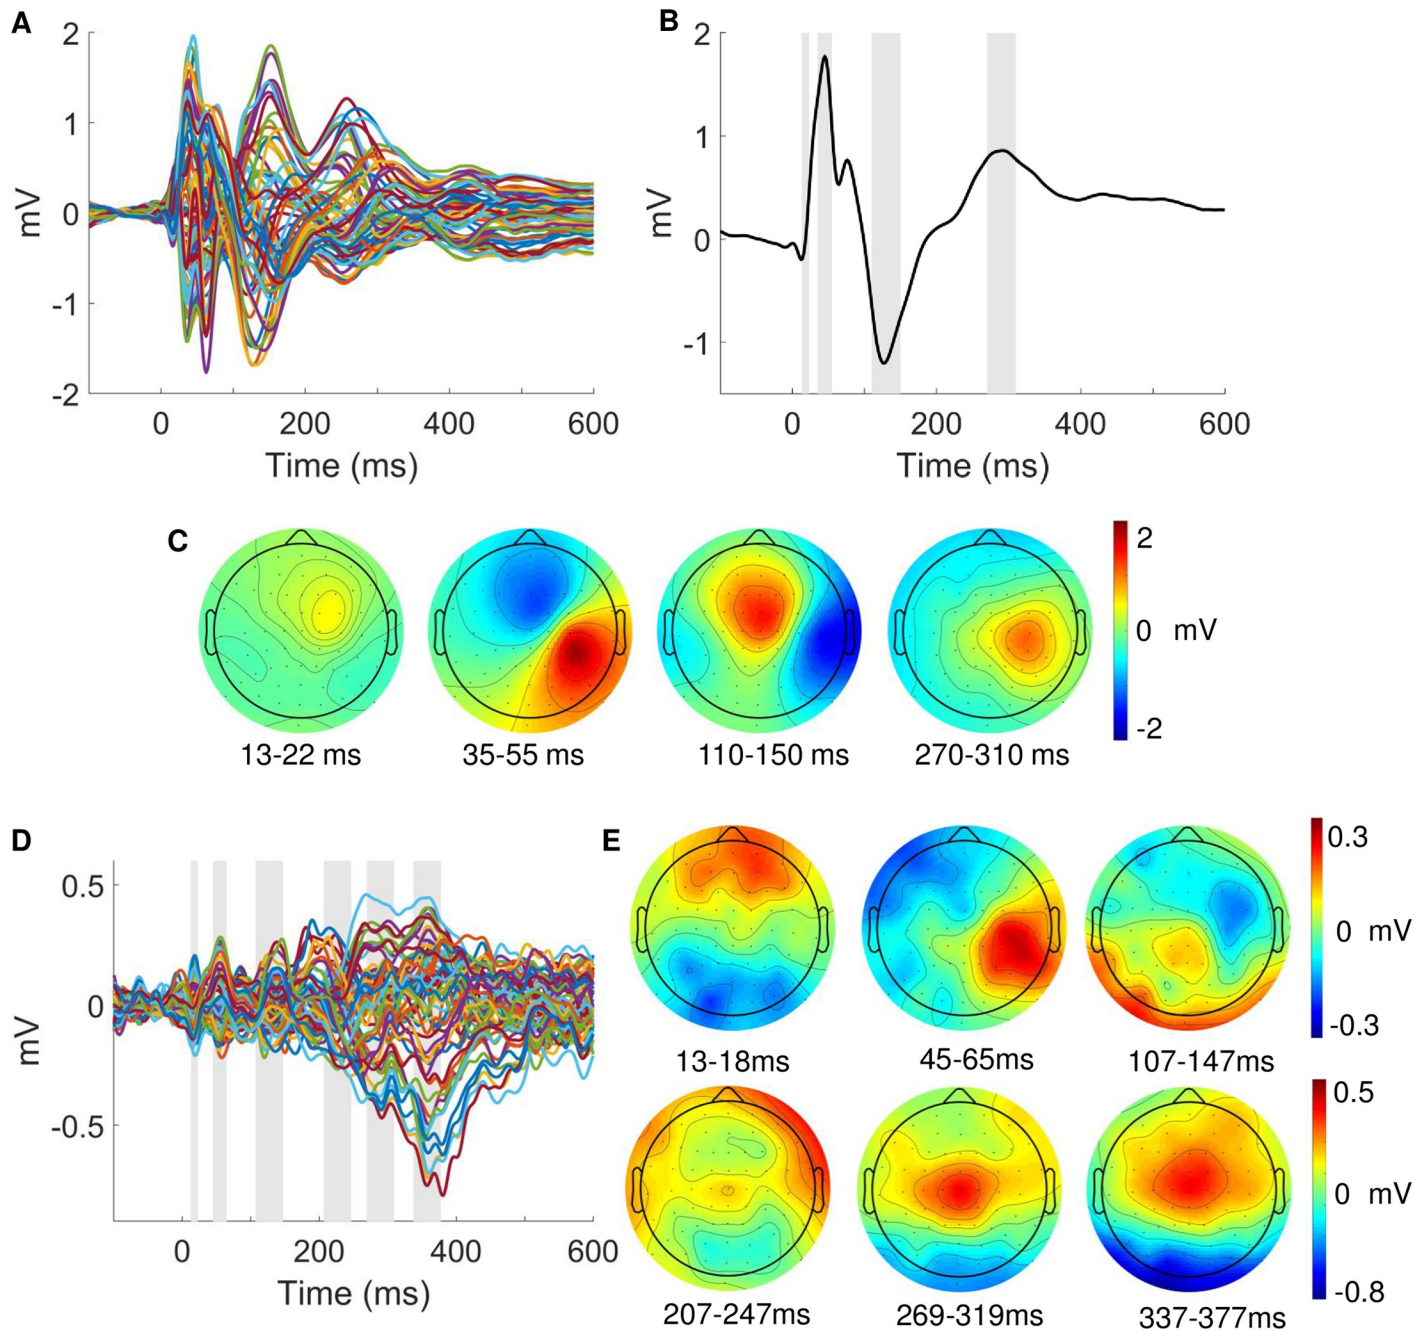 A
B
2
1
0
-1
-2
mV
0
200
400
600
Time (ms)
2
1
0
-1
mV
0
200
400
600
Time (ms)
C
13-22 ms
35-55 ms
110-150 ms
270-310 ms
2
0
-2
mV
D
0.5
0
-0.5
mV
0
200
400
600
Time (ms)
E
13-18ms
45-65ms
107-147ms
0.3
0
-0.3
mV
207-247ms
269-319ms
337-377ms
0.5
0
-0.8
mV